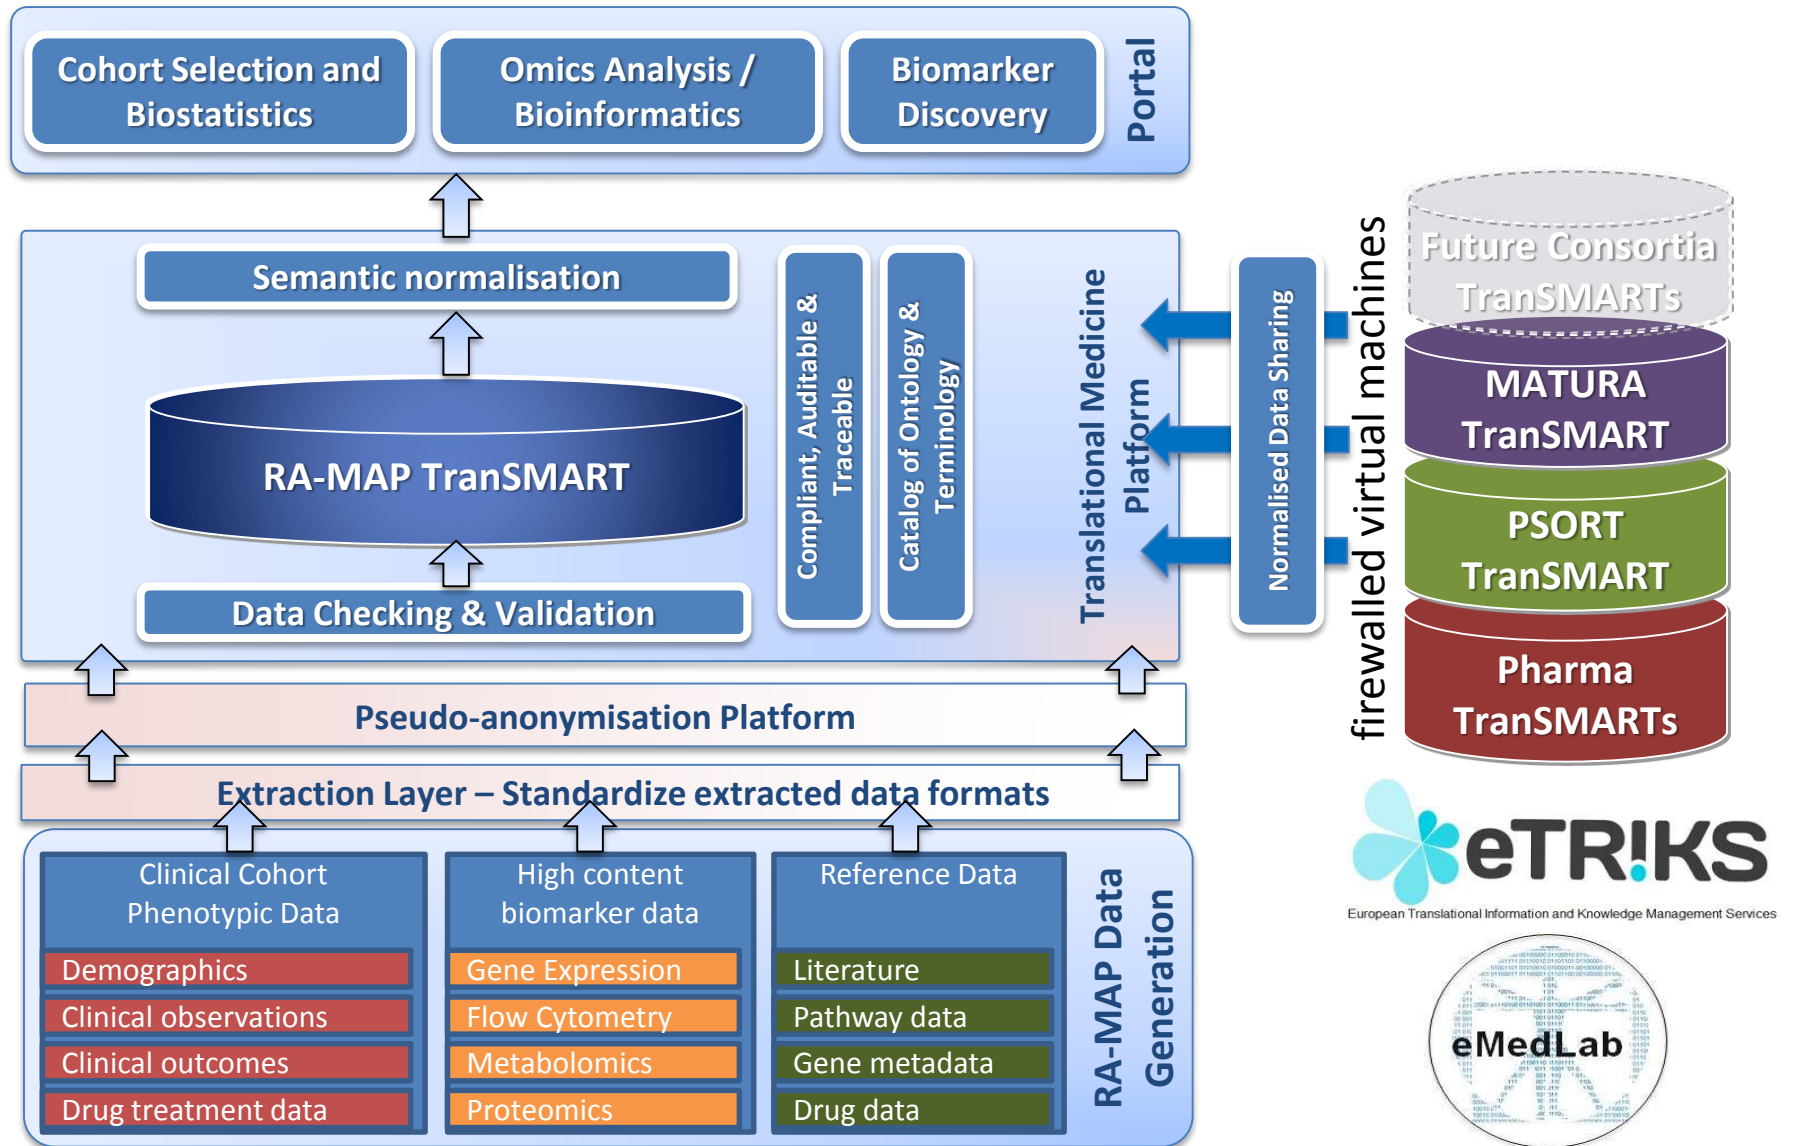 Cohort Selection and
Biostatistics
Omics Analysis /
Bioinformatics
Biomarker
Discovery
Portal
Semantic normalisation
RA-MAP TranSMART
Data Checking & Validation
Compliant, Auditable &
Traceable
Catalog of Ontology &
Terminology
Translational Medicine
Platform
Normalised Data Sharing
firewalled virtual machines
Future Consortia
TranSMARTs
MATURA
TranSMART
PSORT
TranSMART
Pharma
TranSMARTs
Pseudo-anonymisation Platform
Extraction Layer – Standardize extracted data formats
Clinical Cohort
Phenotypic Data
Demographics
Clinical observations
Clinical outcomes
Drug treatment data
High content
biomarker data
Gene Expression
Flow Cytometry
Metabolomics
Proteomics
Reference Data
Literature
Pathway data
Gene metadata
Drug data
RA-MAP Data
Generation
eTR!KS
European Translational Information and Knowledge Management Services
eMedLab